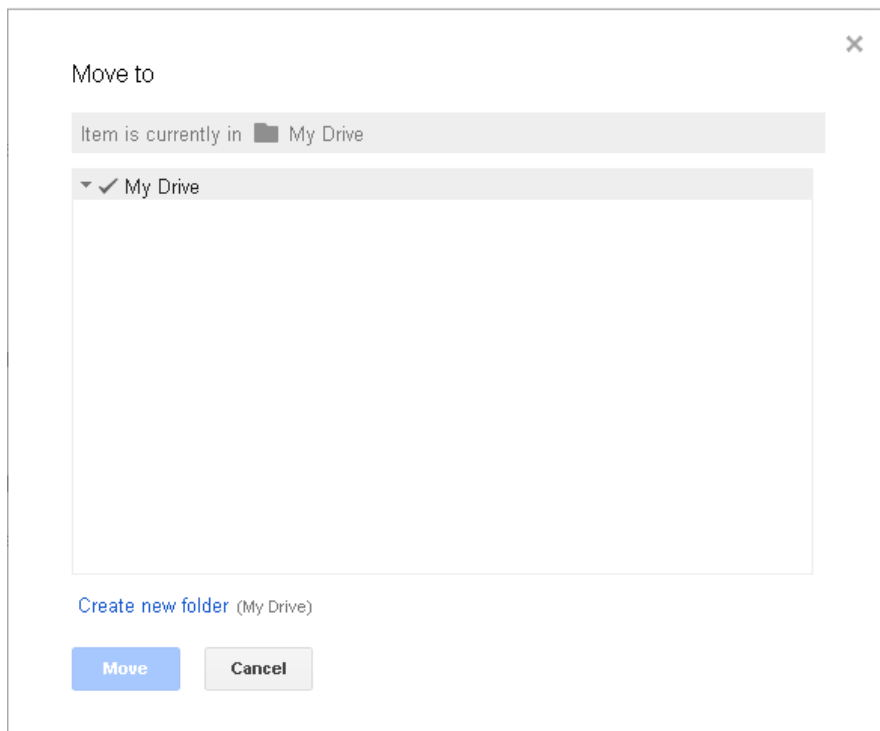 Move to
Item is currently in My Drive
My Drive
Create new folder (My Drive)
Move Cancel